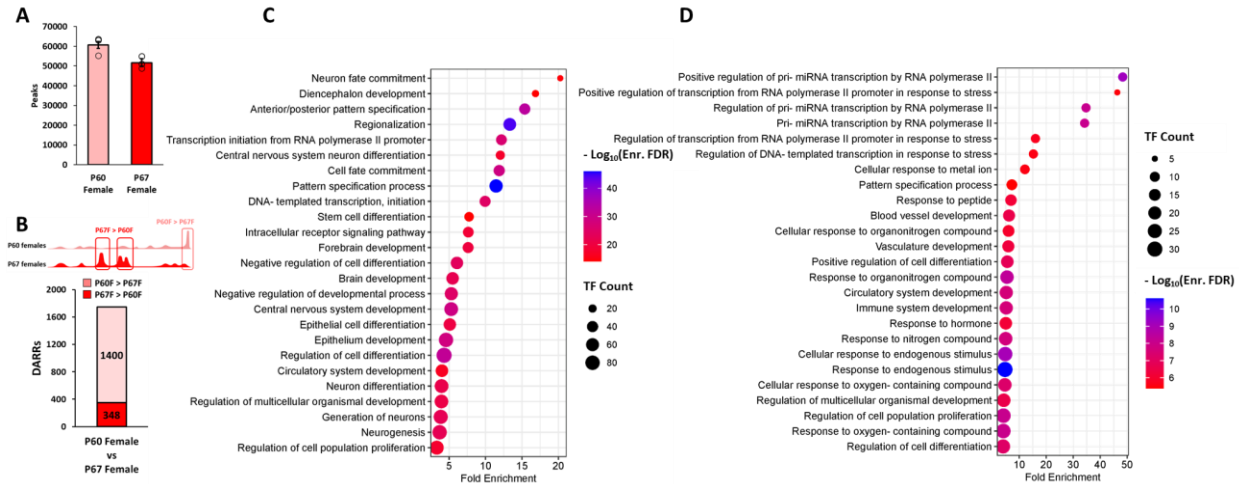 A
70000
60000
50000
40000
30000
20000
10000
0
Peaks
P60 Female
P67 Female
B
P60F > P67F
P67F > P60F
P60 females
P67 females
P60F > P67F
P67F > P60F
2000
1600
1200
800
400
0
DARRs
1400
348
P60 Female
vs
P67 Female
C
Neuron fate commitment
Diencephalon development
Anterior/posterior pattern specification
Regionalization
Transcription initiation from RNA polymerase II promoter
Central nervous system neuron differentiation
Cell fate commitment
Pattern specification process
DNA- templated transcription, initiation
Stem cell differentiation
Intracellular receptor signaling pathway
Forebrain development
Negative regulation of cell differentiation
Brain development
Negative regulation of developmental process
Central nervous system development
Epithelial cell differentiation
Epithelium development
Regulation of cell differentiation
Circulatory system development
Neuron differentiation
Regulation of multicellular organismal development
Generation of neurons
Neurogenesis
Regulation of cell population proliferation
5 10 15 20
Fold Enrichment
- Log10(Enr. FDR)
40
30
20
TF Count
20
40
60
80
D
Positive regulation of pri- miRNA transcription by RNA polymerase II
Positive regulation of transcription from RNA polymerase II promoter in response to stress
Regulation of pri- miRNA transcription by RNA polymerase II
Pri- miRNA transcription by RNA polymerase II
Regulation of transcription from RNA polymerase II promoter in response to stress
Regulation of DNA- templated transcription in response to stress
Cellular response to metal ion
Pattern specification process
Response to peptide
Blood vessel development
Cellular response to organonitrogen compound
Vasculature development
Positive regulation of cell differentiation
Response to organonitrogen compound
Circulatory system development
Immune system development
Response to hormone
Response to nitrogen compound
Cellular response to endogenous stimulus
Response to endogenous stimulus
Cellular response to oxygen- containing compound
Regulation of multicellular organismal development
Regulation of cell population proliferation
Response to oxygen- containing compound
Regulation of cell differentiation
10 20 30 40 50
Fold Enrichment
TF Count
5
10
15
20
25
30
- Log10(Enr. FDR)
10
9
8
7
6